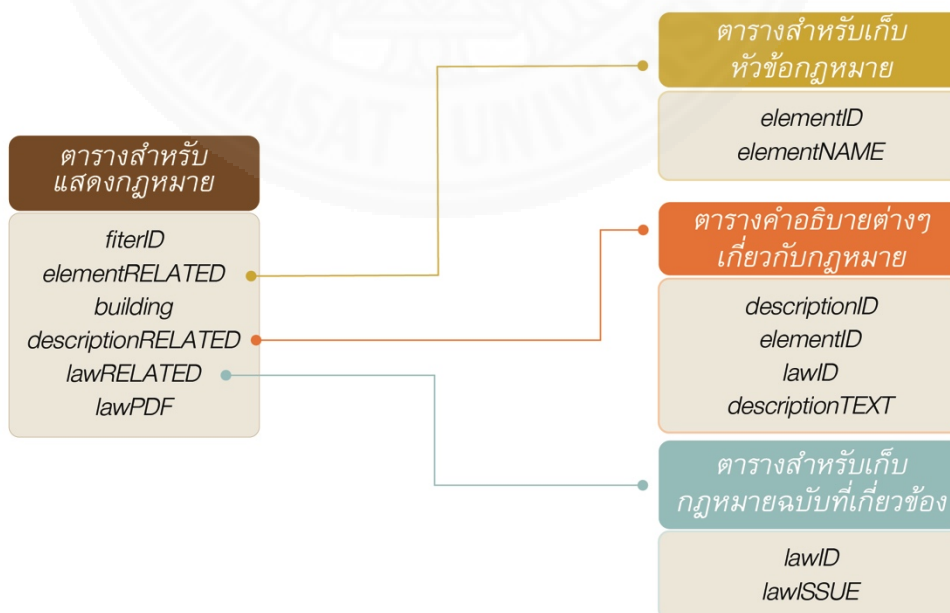 THAMMASAT UNIVERSITY
ตารางสำหรับ
แสดงกฎหมาย
fiterID
elementRELATED
building
descriptionRELATED
lawRELATED
lawPDF
ตารางสำหรับเก็บ
หัวข้อกฎหมาย
elementID
elementNAME
ตารางคำอธิบายต่างๆ
เกี่ยวกับกฎหมาย
descriptionID
elementID
lawID
descriptionTEXT
ตารางสำหรับเก็บ
กฎหมายฉบับที่เกี่ยวข้อง
lawID
lawISSUE